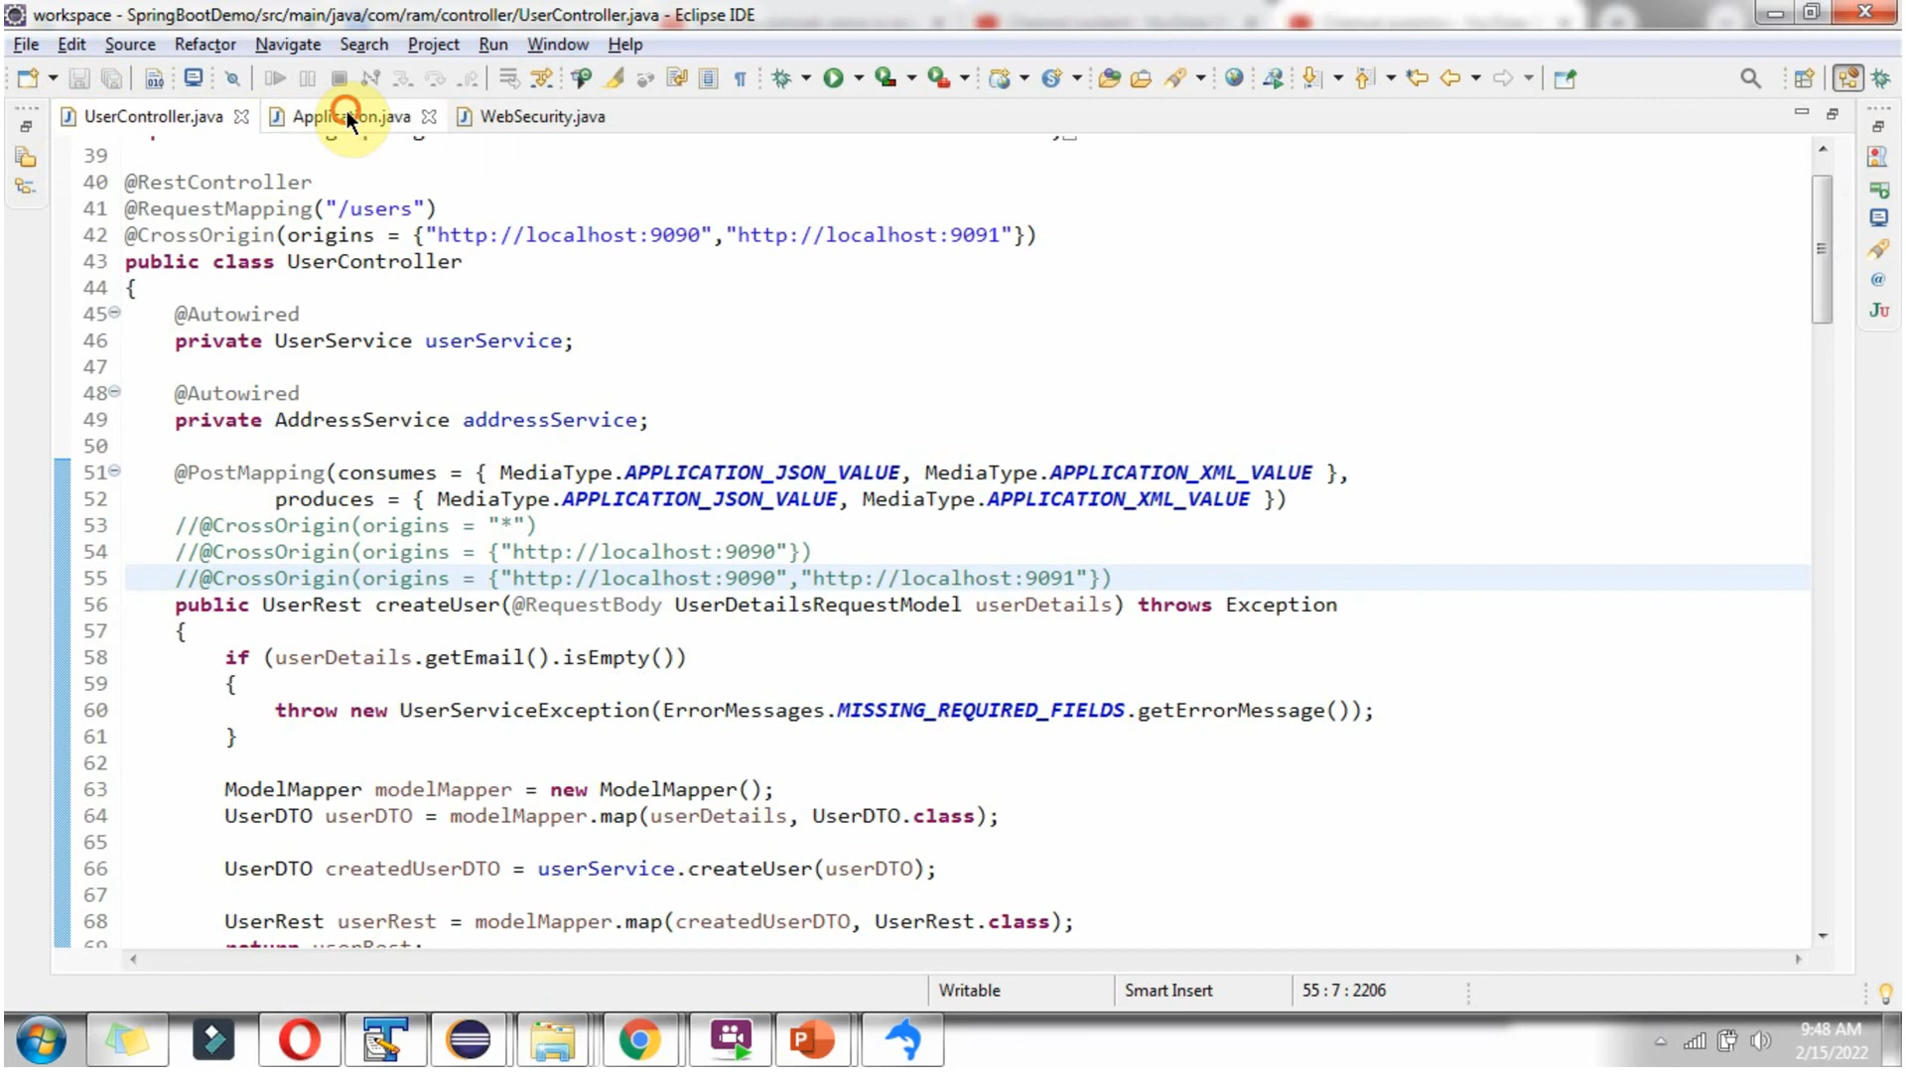 workspace - SpringBootDemo/src/main/java/com/ram/controller/UserController.java - Eclipse IDE
File Edit Source Refactor Navigate Search Project Run Window Help
UserController.java Application.java WebSecurity.java
39
40 @RestController
41 @RequestMapping("/users")
42 @CrossOrigin(origins = {"http://localhost:9090","http://localhost:9091"})
43 public class UserController
44 {
45 @Autowired
46 private UserService userService;
47
48 @Autowired
49 private AddressService addressService;
50
51 @PostMapping(consumes = { MediaType.APPLICATION_JSON_VALUE, MediaType.APPLICATION_XML_VALUE },
52 produces = { MediaType.APPLICATION_JSON_VALUE, MediaType.APPLICATION_XML_VALUE })
53 //@CrossOrigin(origins = "*")
54 //@CrossOrigin(origins = {"http://localhost:9090"})
55 //@CrossOrigin(origins = {"http://localhost:9090","http://localhost:9091"})
56 public UserRest createUser(@RequestBody UserDetailsRequestModel userDetails) throws Exception
57 {
58 if (userDetails.getEmail().isEmpty())
59 {
60 throw new UserServiceException(ErrorMessages.MISSING_REQUIRED_FIELDS.getErrorMessage());
61 }
62
63 ModelMapper modelMapper = new ModelMapper();
64 UserDTO userDTO = modelMapper.map(userDetails, UserDTO.class);
65
66 UserDTO createdUserDTO = userService.createUser(userDTO);
67
68 UserRest userRest = modelMapper.map(createdUserDTO, UserRest.class);
69 return userRest;
Writable Smart Insert 55 : 7 : 2206
9:48 AM
2/15/2022